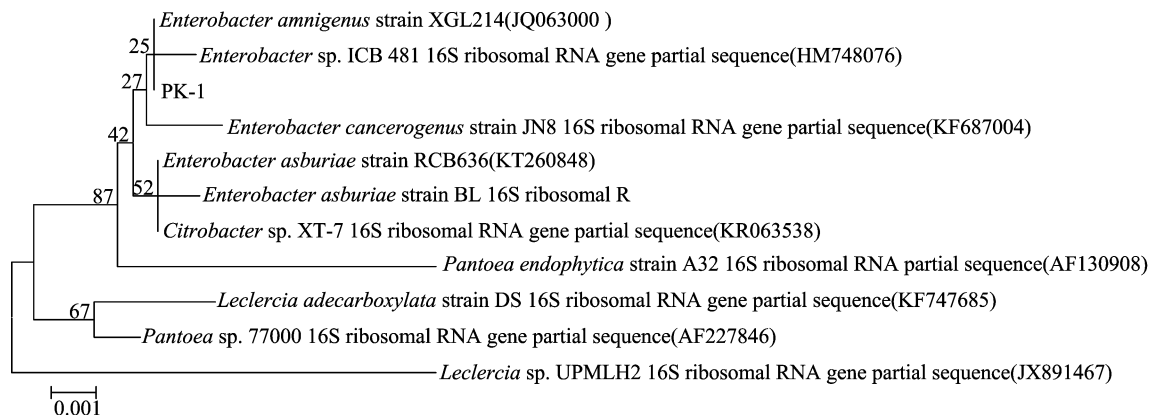 Enterobacter amnigenus strain XGL214(JQ063000 )
25
Enterobacter sp. ICB 481 16S ribosomal RNA gene partial sequence(HM748076)
27
PK-1
Enterobacter cancerogenus strain JN8 16S ribosomal RNA gene partial sequence(KF687004)
42
Enterobacter asburiae strain RCB636(KT260848)
52
Enterobacter asburiae strain BL 16S ribosomal R
87
Citrobacter sp. XT-7 16S ribosomal RNA gene partial sequence(KR063538)
Pantoea endophytica strain A32 16S ribosomal RNA partial sequence(AF130908)
Leclercia adecarboxylata strain DS 16S ribosomal RNA gene partial sequence(KF747685)
67
Pantoea sp. 77000 16S ribosomal RNA gene partial sequence(AF227846)
Leclercia sp. UPMLH2 16S ribosomal RNA gene partial sequence(JX891467)
0.001